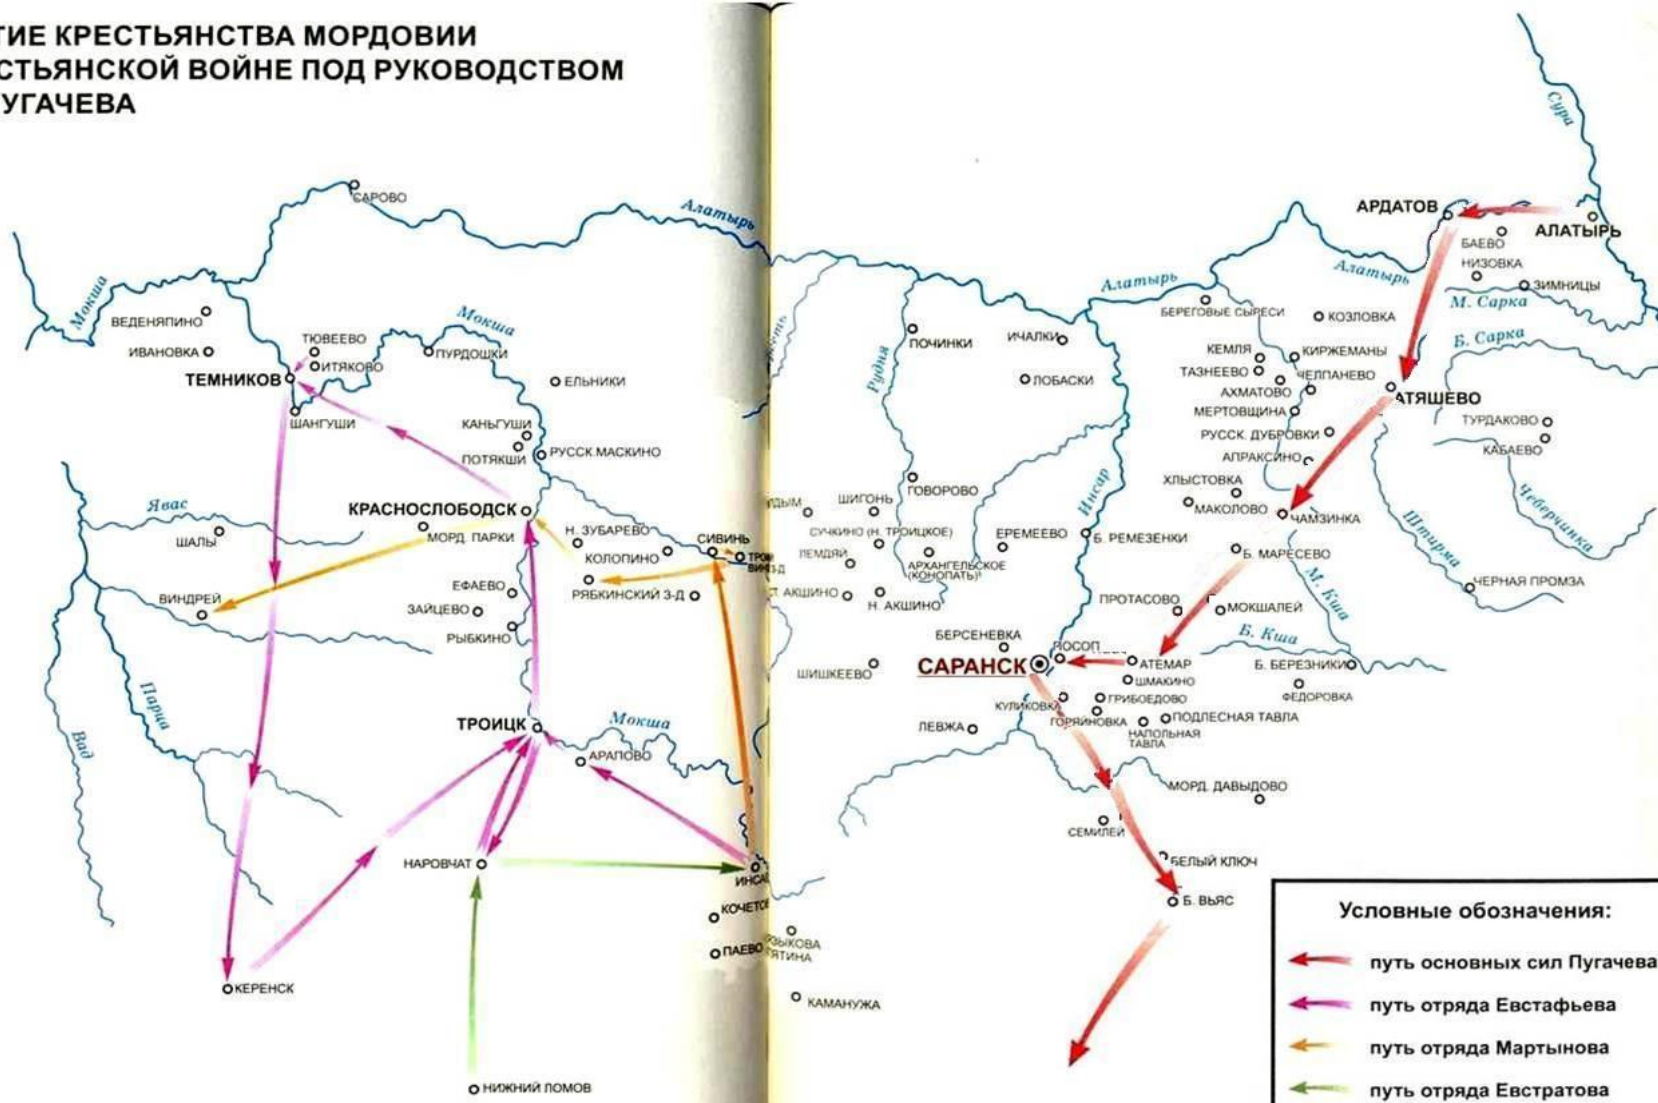 ТИЕ КРЕСТЬЯНСТВА МОРДОВИИ
СТЬЯНСКОЙ ВОЙНЕ ПОД РУКОВОДСТВОМ
УГАЧЕВА
САРОВО
Алатырь
Сура
АРДАТОВ
АЛАТЫРЬ
БАЕВО
НИЗОВКА
ЗИМНИЦЫ
М. Сарка
Б. Сарка
Мокша
ВЕДЕНЯПИНО
ИВАНОВКА
ТЮВЕЕВО
ИТЯКОВО
ТЕМНИКОВ
ШАНГУШИ
Мокша
ПУРДОШКИ
ЕЛЬНИКИ
КАНЬГУШИ
ПОТЯКШИ
РУССК.МАСКИНО
Рудня
ПОЧИНКИ
ИЧАЛКИ
ЛОБАСКИ
Алатырь
Алатырь
БЕРЕГОВЫЕ СЫРЕСИ
КОЗЛОВКА
КЕМЛЯ
КИРЖЕМАНЫ
ТАЗНЕЕВО
ЧЕЛПАНЕВО
АХМАТОВО
МЕРТОВЩИНА
АТЯШЕВО
РУССК. ДУБРОВКИ
АПРАКСИНО
ТУРДАКОВО
КАБАЕВО
ХЛЫСТОВКА
МАКОЛОВО
ЧАМЗИНКА
Чеберчинка
Штырма
Явас
ШАЛЫ
КРАСНОСЛОБОДСК
МОРД. ПАРКИ
Н. ЗУБАРЕВО
КОЛОПИНО
СИВИНЬ
РЯБКИНСКИЙ З-Д
ВИНДРЕЙ
ЕФАЕВО
ЗАЙЦЕВО
РЫБКИНО
ШИГОНЬ
ГОВОРОВО
СУЧКИНО (Н. ТРОИЦКОЕ)
ЛЕМДЯЙ
АРХАНГЕЛЬСКОЕ
(КОНОПАТЬ)
АКШИНО
Н. АКШИНО
ЕРЕМЕЕВО
Инсар
Б. РЕМЕЗЕНКИ
Б. МАРЕСЕВО
М. Кша
ЧЕРНАЯ ПРОМЗА
ПРОТАСОВО
МОКШАЛЕЙ
Б. Кша
БЕРСЕНЕВКА
ПОСОП
САРАНСК
АТЕМАР
Б. БЕРЕЗНИКИ
ШМАКИНО
ФЕДОРОВКА
ШИШКЕЕВО
КУЛИКОВКА
ГРИБОЕДОВО
ГОРЯЙНОВКА
ПОДЛЕСНАЯ ТАВЛА
НАПОЛЬНАЯ
ТАВЛА
ЛЕВЖА
Парца
Вад
ТРОИЦК
Мокша
АРАПОВО
МОРД. ДАВЫДОВО
СЕМИЛЕЙ
БЕЛЫЙ КЛЮЧ
Б. ВЬЯС
НАРОВЧАТ
ПАЕВО
КАМАНУЖА
КЕРЕНСК
НИЖНИЙ ЛОМОВ
Условные обозначения:
путь основных сил Пугачева
путь отряда Евстафьева
путь отряда Мартынова
путь отряда Евстратова